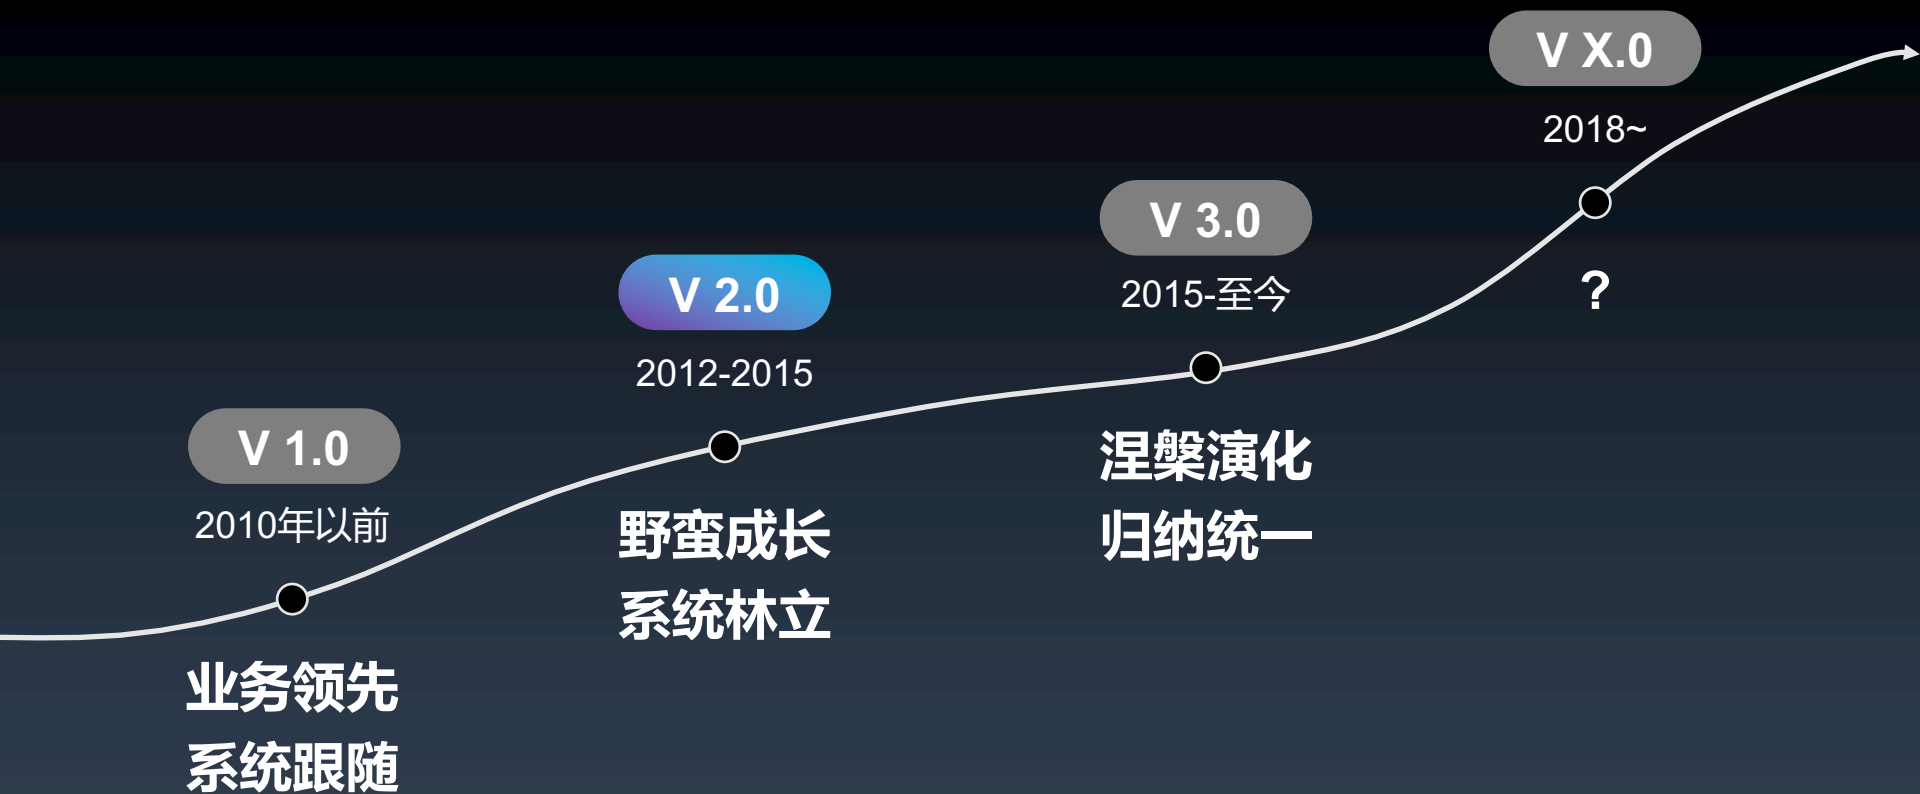 V 1.0
2010年以前
业务领先
系统跟随
V 2.0
2012-2015
野蛮成长
系统林立
V 3.0
2015-至今
涅槃演化
归纳统一
V X.0
2018~
?